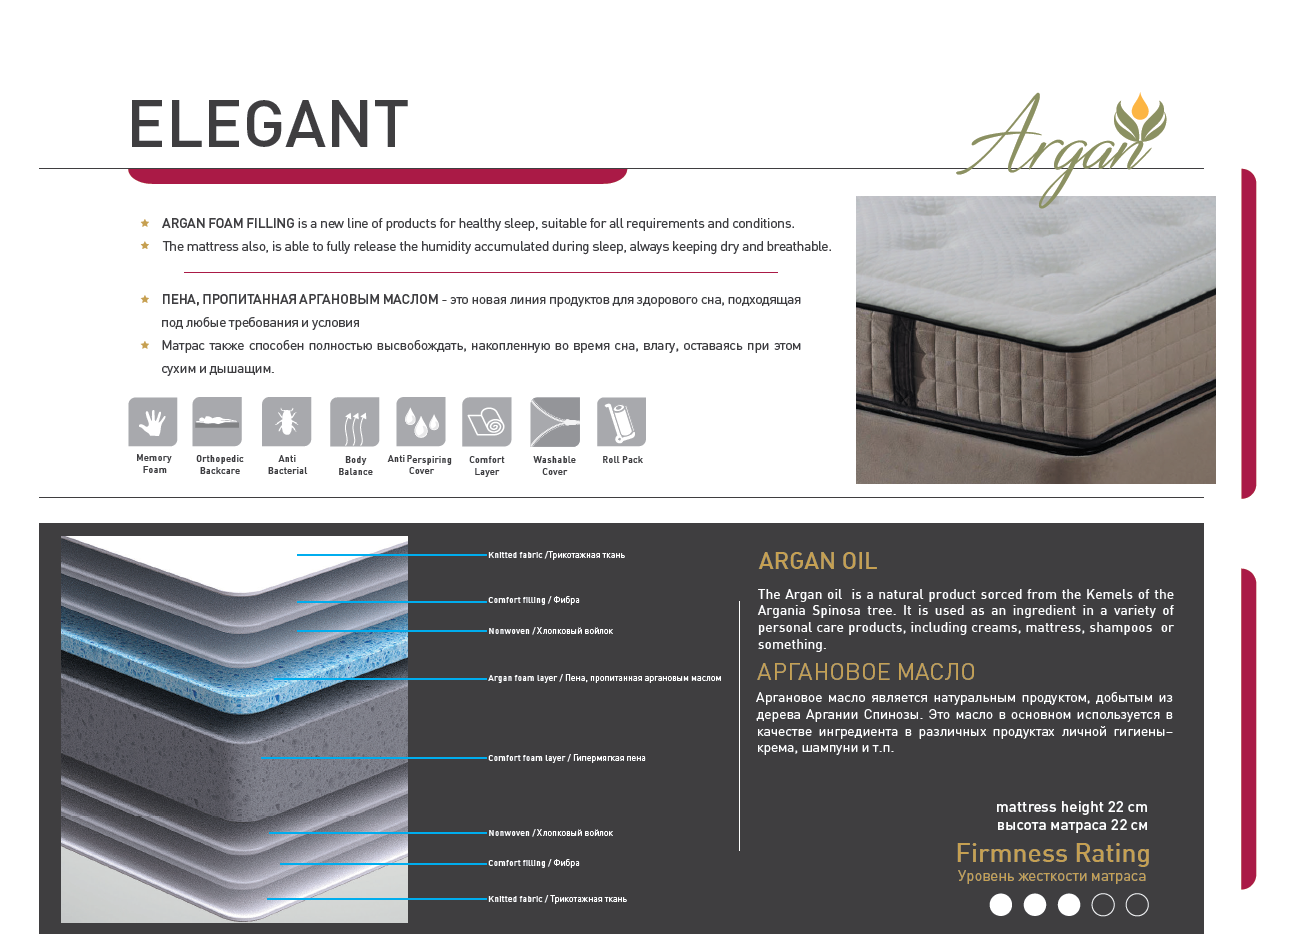 ELEGANT
Argan
ARGAN FOAM FILLING is a new line of products for healthy sleep, suitable for all requirements and conditions.
The mattress also, is able to fully release the humidity accumulated during sleep, always keeping dry and breathable.
ПЕНА, ПРОПИТАННАЯ АРГАНОВЫМ МАСЛОМ - это новая линия продуктов для здорового сна, подходящая
под любые требования и условия
Матрас также способен полностью высвобождать, накопленную во время сна, влагу, оставаясь при этом
сухим и дышащим.
Memory
Foam
Orthopedic
Backcare
Anti
Bacterial
Body
Balance
Anti Perspiring
Cover
Comfort
Layer
Washable
Cover
Roll Pack
Knitted fabric /Трикотажная ткань
Comfort filling / Фибра
Nonwoven / Хлопковый войлок
Argan foam layer / Пена, пропитанная аргановым маслом
Comfort foam layer / Гипермягкая пена
Nonwoven / Хлопковый войлок
Comfort filling / Фибра
Knitted fabric / Трикотажная ткань
ARGAN OIL
The Argan oil is a natural product sorced from the Kemels of the
Argania Spinosa tree. It is used as an ingredient in a variety of
personal care products, including creams, mattress, shampoos or
something.
АРГАНОВОЕ МАСЛО
Аргановое масло является натуральным продуктом, добытым из
дерева Аргании Спинозы. Это масло в основном используется в
качестве ингредиента в различных продуктах личной гигиены–
крема, шампуни и т.п.
mattress height 22 cm
высота матраса 22 см
Firmness Rating
Уровень жесткости матраса